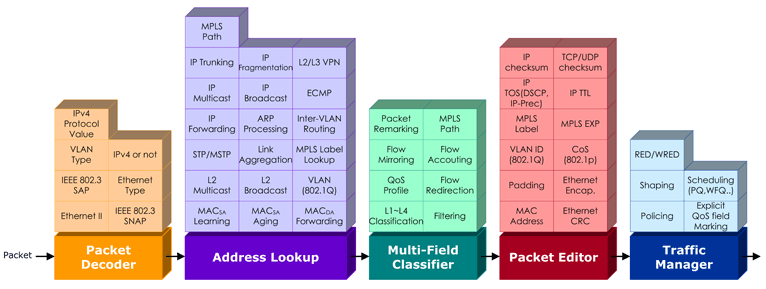 MPLS
Path
IP Trunking
IP
Fragmentation
L2/L3 VPN
IP
Multicast
IP
Broadcast
ECMP
IP
Forwarding
ARP
Processing
Inter-VLAN
Routing
STP/MSTP
Link
Aggregation
MPLS Label
Lookup
L2
Multicast
L2
Broadcast
VLAN
(802.1Q)
MACSA
Learning
MACSA
Aging
MACDA
Forwarding
IPv4
Protocol
Value
VLAN
Type
IPv4 or not
IEEE 802.3
SAP
Ethernet
Type
Ethernet II
IEEE 802.3
SNAP
Packet
Remarking
MPLS
Path
Flow
Mirroring
Flow
Accouting
QoS
Profile
Flow
Redirection
L1~L4
Classification
Filtering
IP
checksum
TCP/UDP
checksum
IP
TOS(DSCP,
IP-Prec)
IP TTL
MPLS
Label
MPLS EXP
VLAN ID
(802.1Q)
CoS
(802.1p)
Padding
Ethernet
Encap.
MAC
Address
Ethernet
CRC
RED/WRED
Shaping
Scheduling
(PQ,WFQ..)
Policing
Explicit
QoS field
Marking
Packet
Packet
Decoder
Address Lookup
Multi-Field
Classifier
Packet Editor
Traffic
Manager